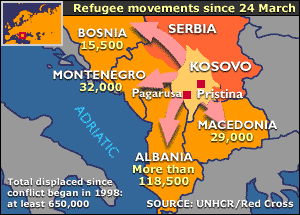 Refugee movements since 24 March
BOSNIA
15,500
SERBIA
KOSOVO
MONTENEGRO
32,000
Pagarusa
Pristina
ADRIATIC
MACEDONIA
29,000
ALBANIA
More than
118,500
Total displaced since
conflict began in 1998:
at least 650,000
SOURCE: UNHCR/Red Cross